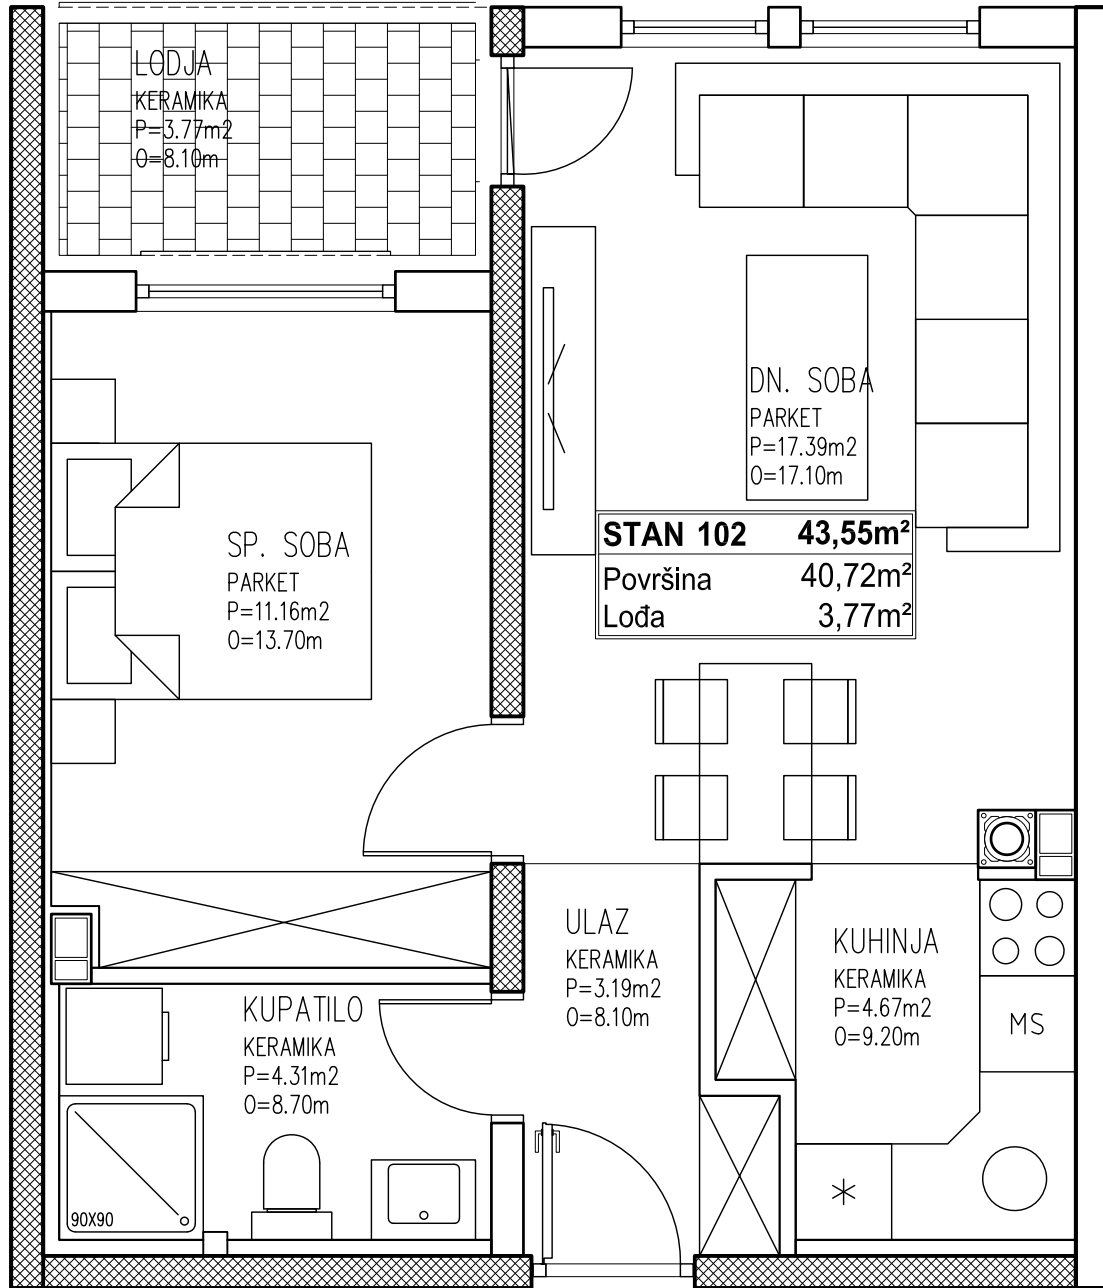 LODJA
KERAMIKA
P=3.77m2
O=8.10m
DN. SOBA
PARKET
P=17.39m2
O=17.10m
STAN 102 43,55m²
Površina 40,72m²
Lođa 3,77m²
SP. SOBA
PARKET
P=11.16m2
O=13.70m
ULAZ
KERAMIKA
P=3.19m2
O=8.10m
KUHINJA
KERAMIKA
P=4.67m2
O=9.20m
MS
KUPATILO
KERAMIKA
P=4.31m2
O=8.70m
90X90